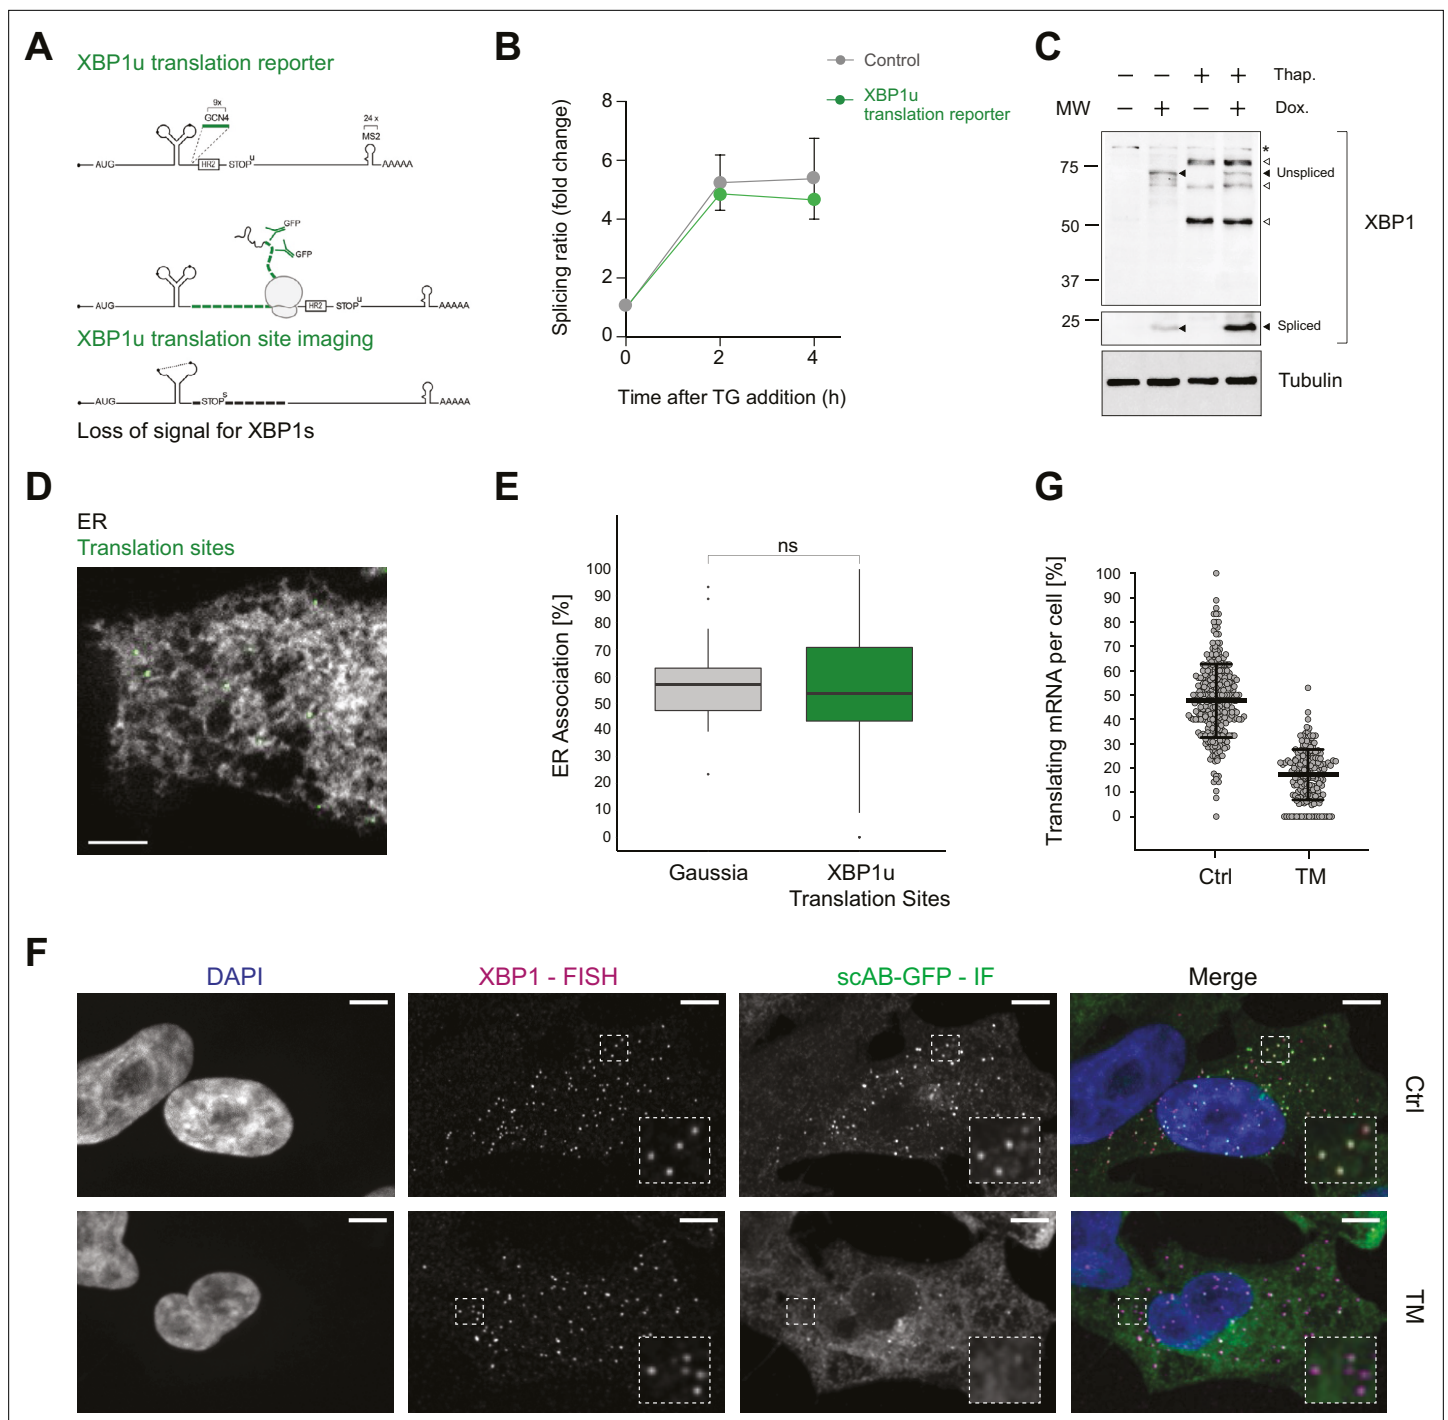 A
XBP1u translation reporter
9x
GCN4
24 x
MS2
AUG
HR2
STOP u
AAAAA
GFP
GFP
AUG
HR2
STOP u
AAAAA
XBP1u translation site imaging
AUG
STOP s
AAAAA
Loss of signal for XBP1s
B
Control
XBP1u
translation reporter
Splicing ratio (fold change)
8
6
4
2
0
0 2 4
Time after TG addition (h)
C
− − + + Thap.
MW − + − + Dox.
75
50
37
25
*
Unspliced
Spliced
XBP1
Tubulin
D
ER
Translation sites
E
ns
ER Association [%]
100
90
80
70
60
50
40
30
20
10
0
Gaussia
XBP1u
Translation Sites
G
Translating mRNA per cell [%]
100
90
80
70
60
50
40
30
20
10
0
Ctrl
TM
F
DAPI
XBP1 - FISH
scAB-GFP - IF
Merge
Ctrl
TM